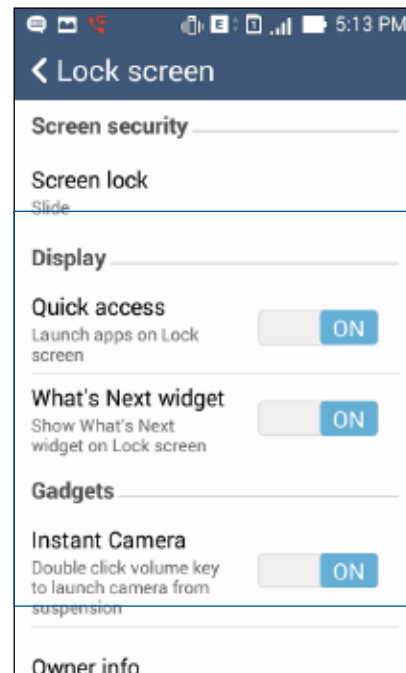 E 1 5:13 PM
Lock screen
Screen security
Screen lock
Slide
Display
Quick access
Launch apps on Lock
screen
ON
What's Next widget
Show What's Next
widget on Lock screen
ON
Gadgets
Instant Camera
Double click volume key
to launch camera from
suspension
ON
Owner info